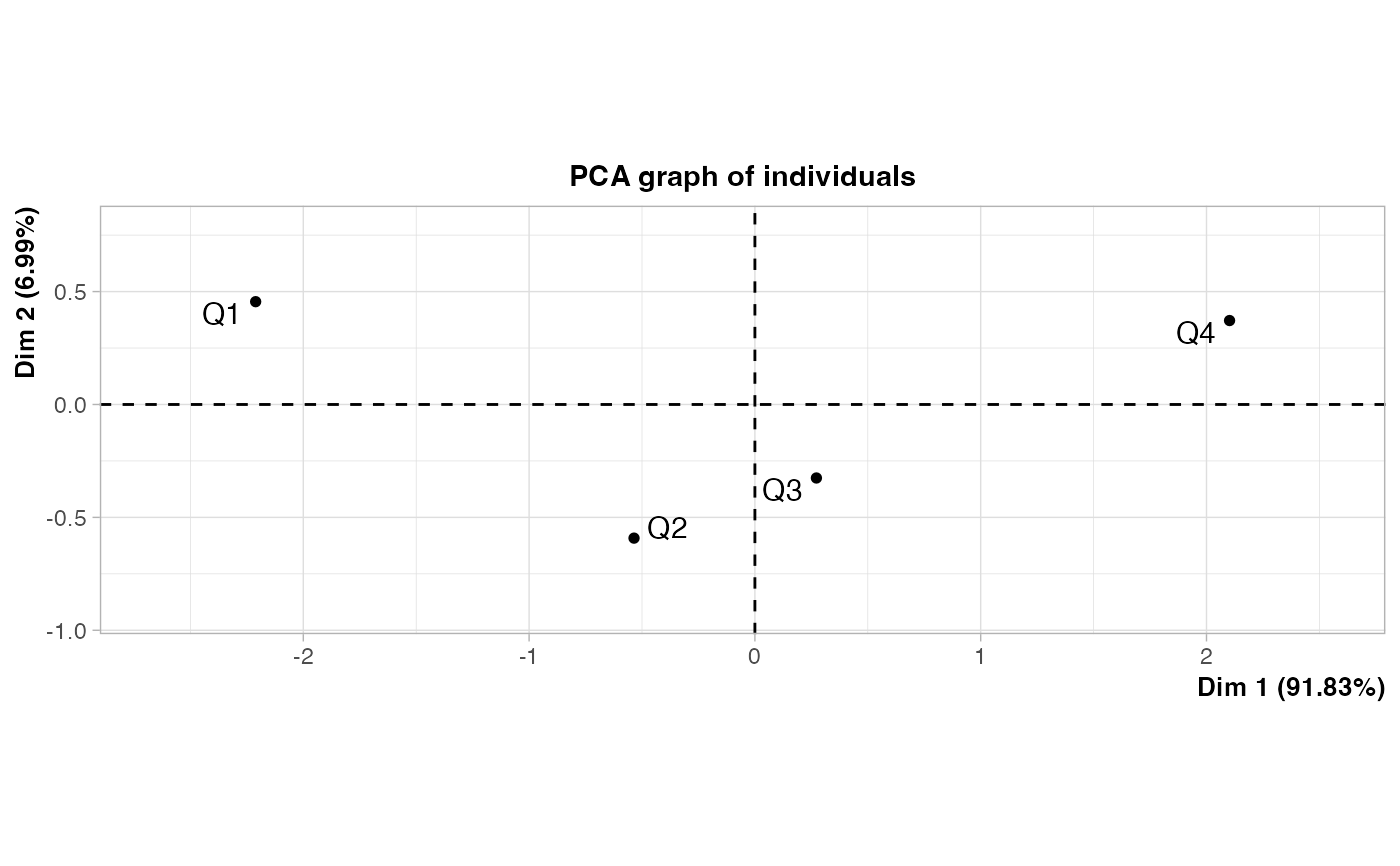 PCA graph of individuals
Dim 2 (6.99%)
0.5
0.0
-0.5
-1.0
Q1
Q4
Q3
Q2
-2
-1
0
1
2
Dim 1 (91.83%)